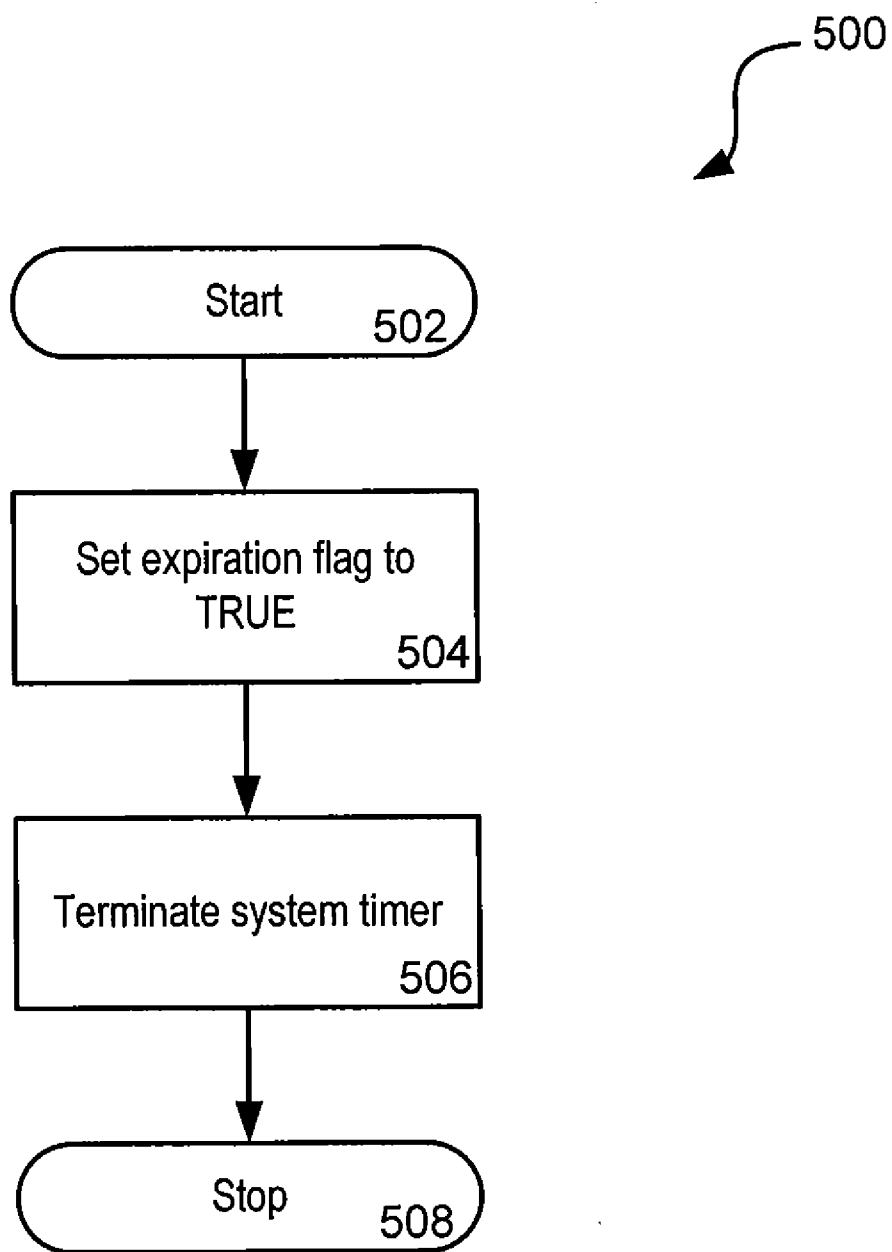 500
Start
502
Set expiration flag to
TRUE
504
Terminate system timer
506
Stop
508